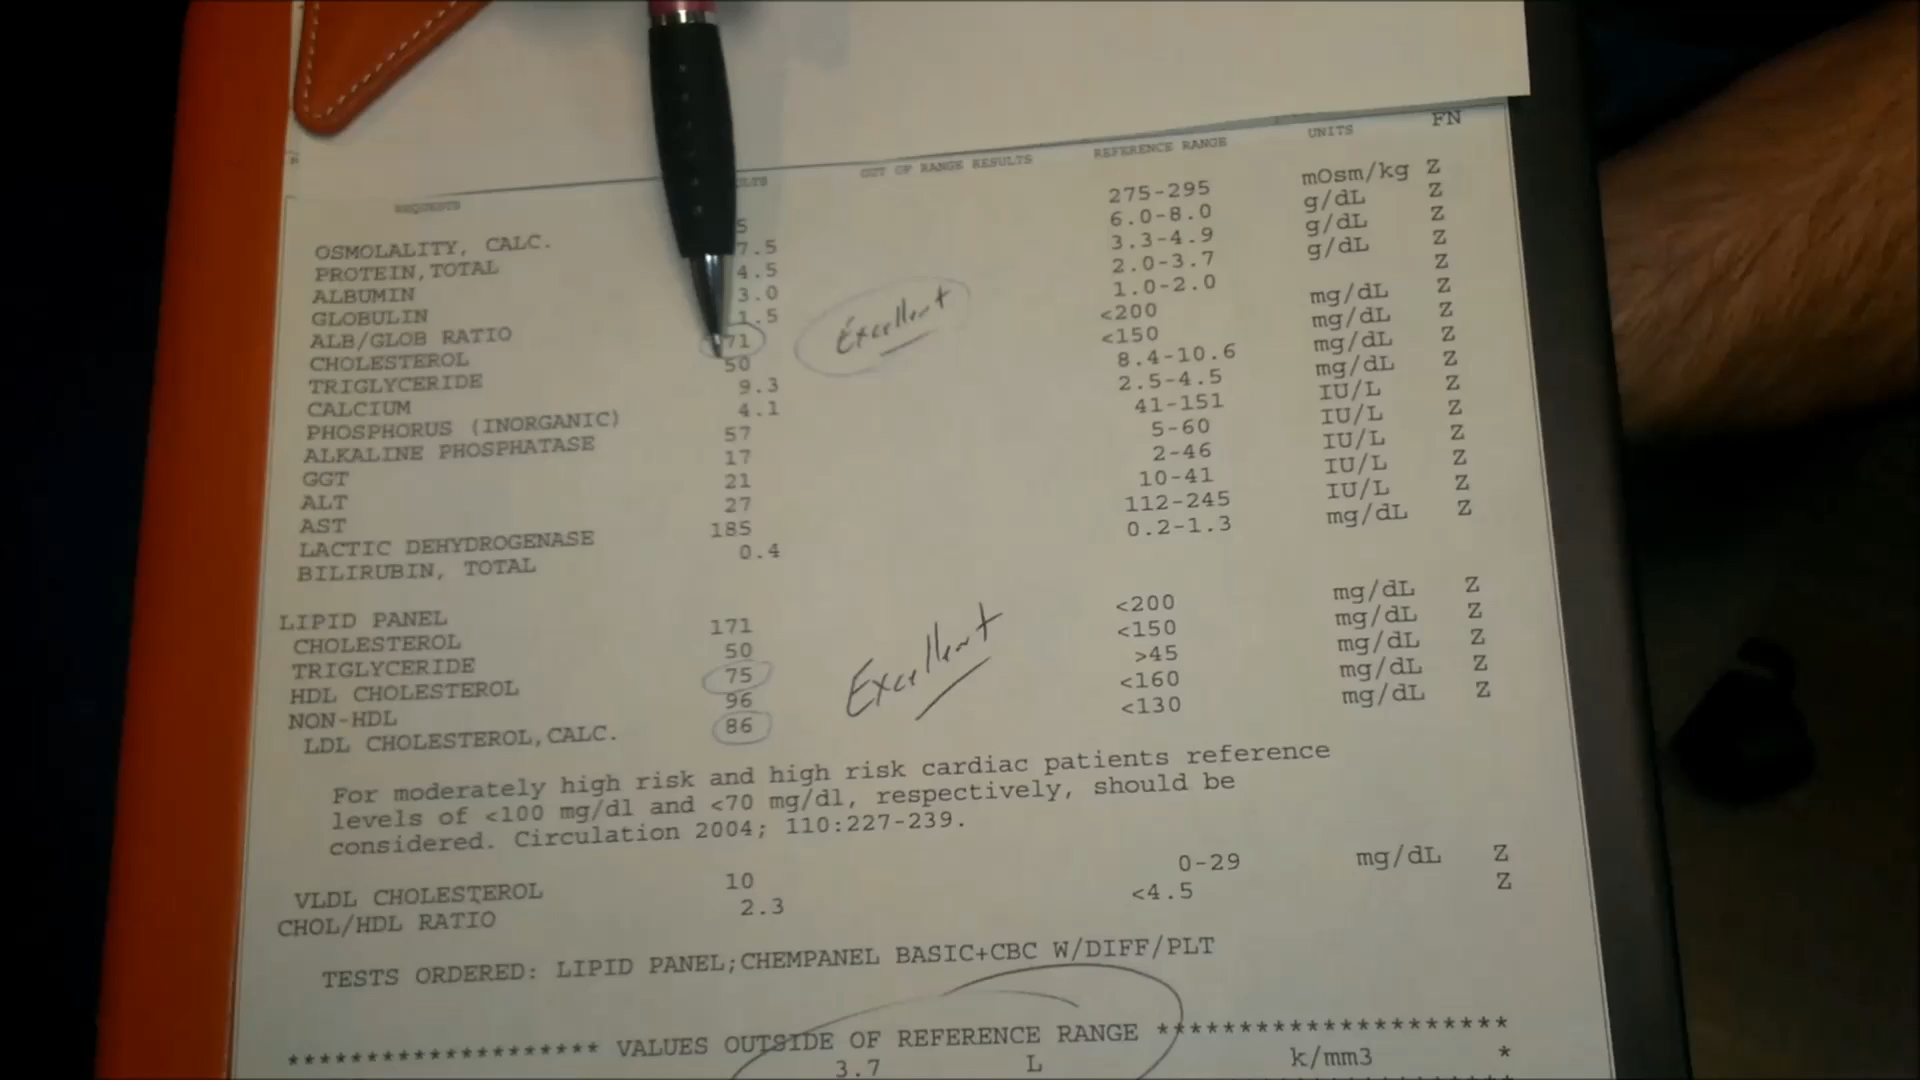 REQUESTS OUT OF RANGE RESULTS REFERENCE RANGE UNITS FN
OSMOLALITY, CALC. 275-295 mOsm/kg Z
PROTEIN,TOTAL 7.5 6.0-8.0 g/dL Z
ALBUMIN 4.5 3.3-4.9 g/dL Z
GLOBULIN 3.0 2.0-3.7 g/dL Z
ALB/GLOB RATIO 1.5 1.0-2.0 Z
CHOLESTEROL 71 Excellent <200 mg/dL Z
TRIGLYCERIDE 50 <150 mg/dL Z
CALCIUM 9.3 8.4-10.6 mg/dL Z
PHOSPHORUS (INORGANIC) 4.1 2.5-4.5 mg/dL Z
ALKALINE PHOSPHATASE 57 41-151 IU/L Z
GGT 17 5-60 IU/L Z
ALT 21 2-46 IU/L Z
AST 27 10-41 IU/L Z
LACTIC DEHYDROGENASE 185 112-245 IU/L Z
BILIRUBIN, TOTAL 0.4 0.2-1.3 mg/dL Z
LIPID PANEL
CHOLESTEROL 171 <200 mg/dL Z
TRIGLYCERIDE 50 <150 mg/dL Z
HDL CHOLESTEROL 75 Excellent >45 mg/dL Z
NON-HDL 96 <160 mg/dL Z
LDL CHOLESTEROL,CALC. 86 <130 mg/dL Z
For moderately high risk and high risk cardiac patients reference
levels of <100 mg/dl and <70 mg/dl, respectively, should be
considered. Circulation 2004; 110:227-239.
VLDL CHOLESTEROL 10 0-29 mg/dL Z
CHOL/HDL RATIO 2.3 <4.5 Z
TESTS ORDERED: LIPID PANEL;CHEMPANEL BASIC+CBC W/DIFF/PLT
******************** VALUES OUTSIDE OF REFERENCE RANGE **********************
3.7 L k/mm3 *